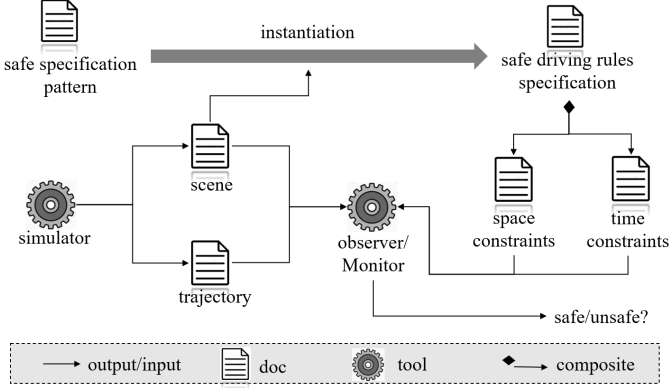 instantiation
safe specification
pattern
safe driving rules
specification
scene
simulator
trajectory
observer/
Monitor
space
constraints
time
constraints
safe/unsafe?
output/input
doc
tool
composite